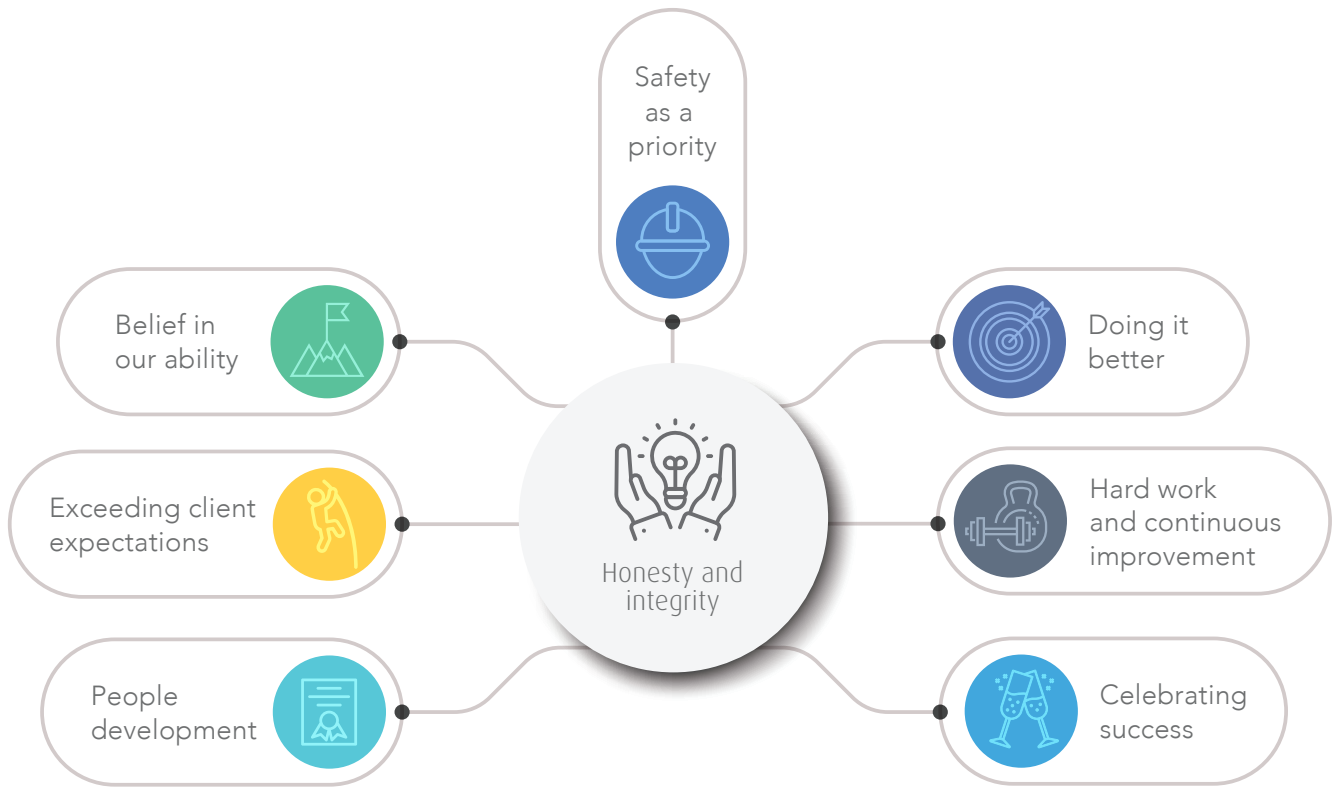 Safety
as a
priority
Belief in
our ability
Doing it
better
Exceeding client
expectations
Hard work
and continuous
improvement
Honesty and
integrity
People
development
Celebrating
success